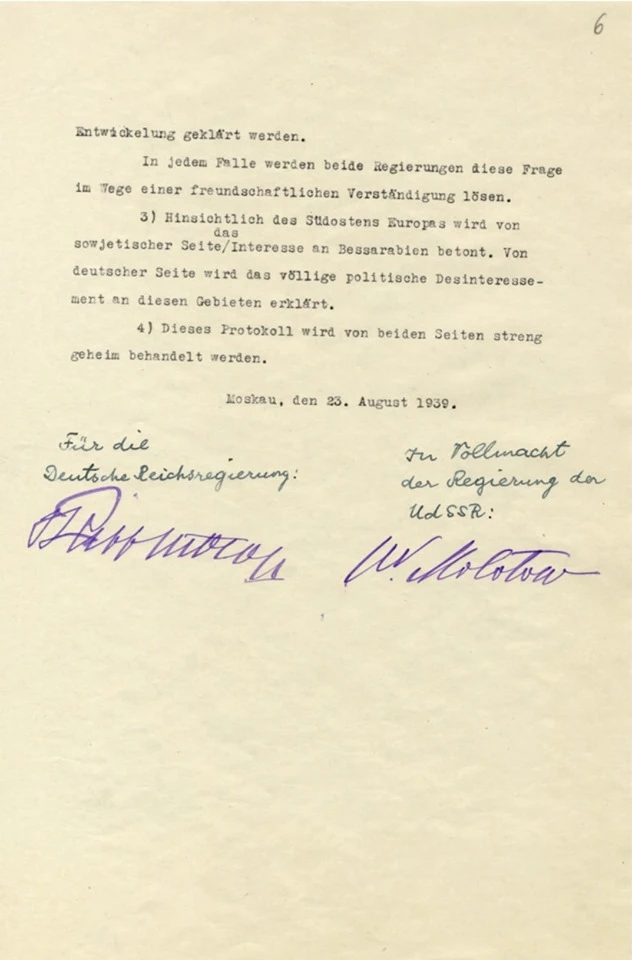 6
Entwickelung geklärt werden.
In jedem Falle werden beide Regierungen diese Frage
im Wege einer freundschaftlichen Verständigung lösen.
3) Hinsichtlich des Südostens Europas wird von
das
sowjetischer Seite/Interesse an Bessarabien betont. Von
deutscher Seite wird das völlige politische Desinteresse-
ment an diesen Gebieten erklärt.
4) Dieses Protokoll wird von beiden Seiten streng
geheim behandelt werden.
Moskau, den 23. August 1939.
Für die
Deutsche Reichsregierung:
In Vollmacht
der Regierung der
UdSSR:
W. Molotow